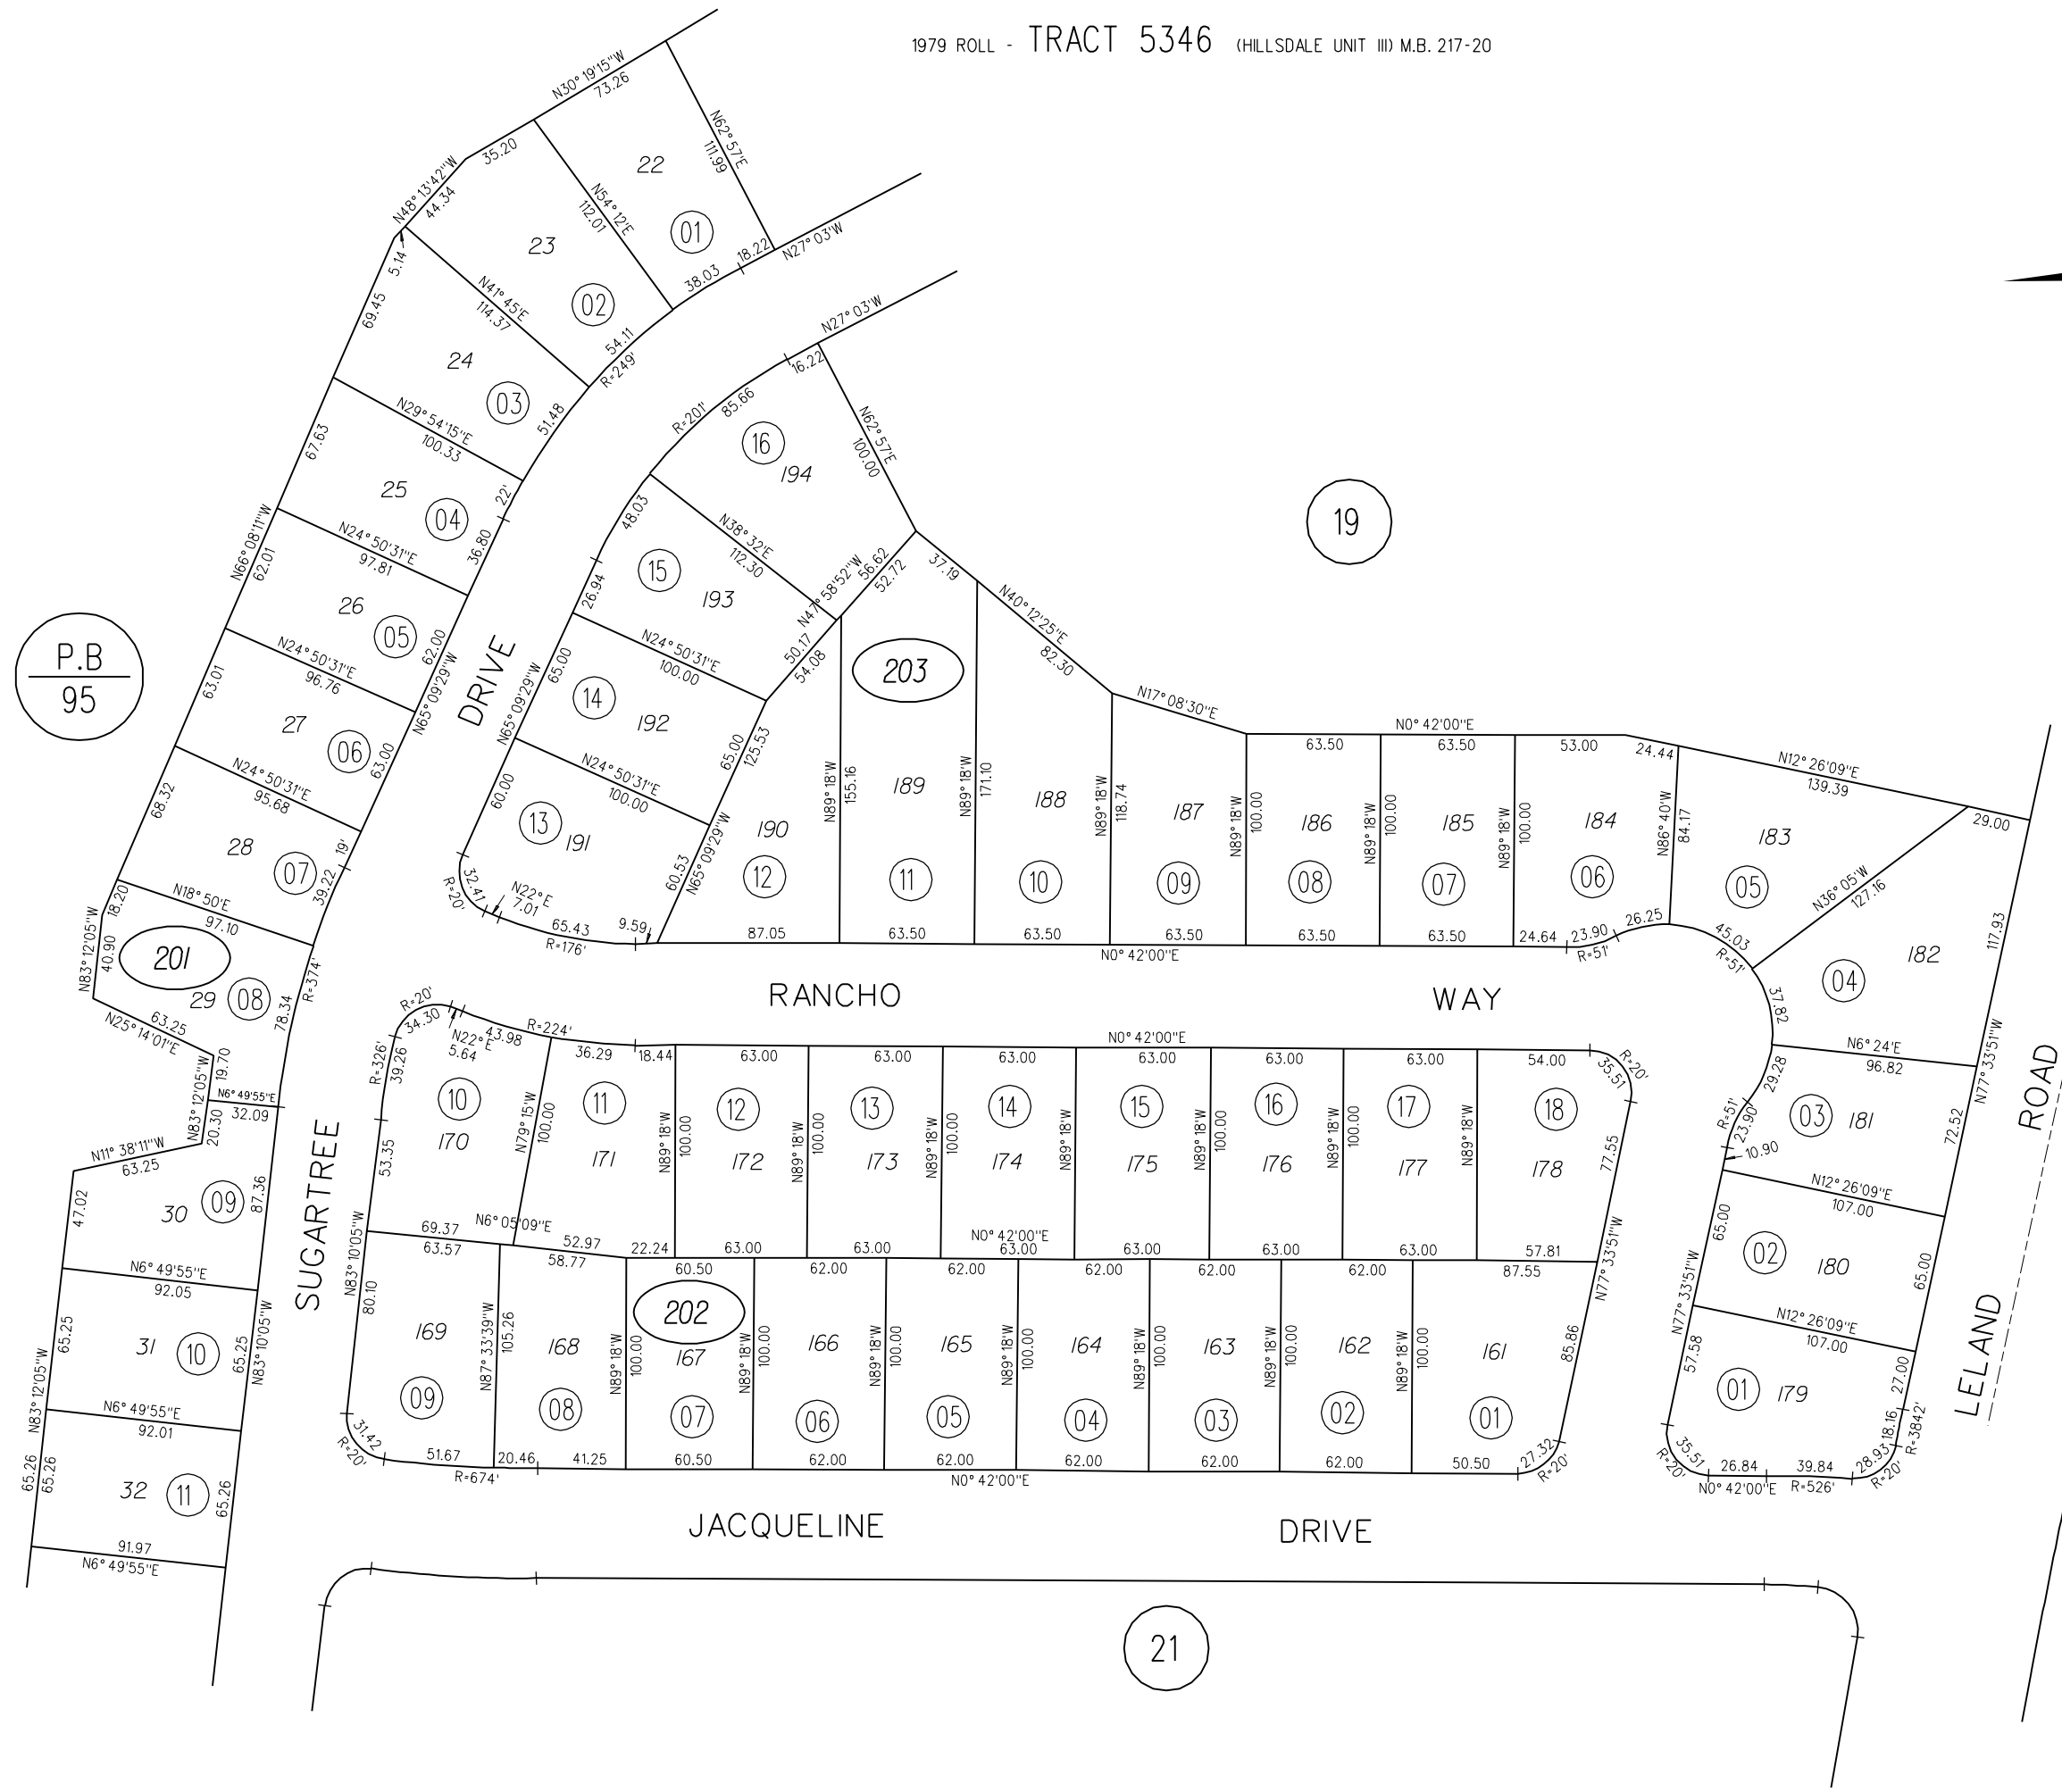 1979 ROLL - TRACT 5346 (HILLSDALE UNIT III) M.B. 217-20
N30°19'15"W
73.26
N62°57'E
111.99
35.20
22
01
N54°12'E
112.01
N48°13'42"W
44.34
23
02
18.22
N27°03'W
38.03
5.14
N41°45'E
114.37
54.11
R=249'
69.45
24
03
N29°54'15"E
100.33
51.48
67.63
25
04
22'
N24°50'31"E
97.81
36.80
N66°08'11"W
62.01
26
05
N24°50'31"E
96.76
62.00
N65°09'29"W
63.01
27
06
N24°50'31"E
95.68
63.00
68.32
28
07
19'
39.22
N18°50'E
97.10
18.20
N83°12'05"W
40.90
201
29
08
R=374'
78.34
N25°14'01"E
63.25
N83°12'05"W
19.70
N6°49'55"E
32.09
20.30
N11°38'11"W
63.25
47.02
30
09
87.36
N6°49'55"E
92.05
65.25
31
10
65.25
N83°10'05"W
N83°12'05"W
N6°49'55"E
92.01
65.26
65.26
32
11
65.26
91.97
N6°49'55"E
P.B
95
DRIVE
SUGARTREE
N27°03'W
16.22
R=201'
85.66
16
194
N62°57'E
100.00
48.03
N38°32'E
112.30
15
193
26.94
N47°58'52"W
56.62
52.72
50.17
54.08
N24°50'31"E
100.00
N65°09'29"W
65.00
14
192
65.00
125.53
N24°50'31"E
100.00
60.00
13
191
60.53
N65°09'29"W
32.41
R=20'
N22°E
7.01
65.43
R=176'
9.59
190
12
87.05
N89°18'W
155.16
203
37.19
189
11
63.50
N89°18'W
171.10
N40°12'25"E
82.30
188
10
63.50
N89°18'W
118.74
N17°08'30"E
187
09
63.50
N89°18'W
100.00
N0°42'00"E
63.50
186
08
63.50
N89°18'W
100.00
63.50
185
07
63.50
N89°18'W
100.00
53.00
24.44
184
06
24.64
23.90
R=51'
26.25
N86°40'W
84.17
N12°26'09"E
139.39
183
05
45.03
R=51'
N36°05'W
127.16
29.00
182
04
117.93
37.82
N6°24'E
96.82
N77°33'51"W
29.28
R=51'
23.90
10.90
03
181
72.52
N12°26'09"E
107.00
65.00
02
180
65.00
N77°33'51"W
N12°26'09"E
107.00
57.58
01
179
27.00
18.16
R=3842'
35.51
R=20'
26.84
39.84
28.93
R=20'
N0°42'00"E
R=526'
19
N0°42'00"E
RANCHO
WAY
ROAD
LELAND
R=20'
34.30
N22°E
5.64
43.98
R=224'
36.29
18.44
N0°42'00"E
63.00
63.00
63.00
63.00
63.00
63.00
54.00
35.51
R=20'
R=326'
39.26
10
170
53.35
N79°15'W
100.00
11
171
N89°18'W
100.00
12
172
N89°18'W
100.00
13
173
N89°18'W
100.00
14
174
N89°18'W
15
175
N89°18'W
100.00
16
176
N89°18'W
100.00
17
177
N89°18'W
18
178
77.55
69.37
N6°05'09"E
63.57
52.97
58.77
22.24
63.00
63.00
N0°42'00"E
63.00
63.00
63.00
63.00
57.81
60.50
62.00
62.00
62.00
62.00
62.00
87.55
N77°33'51"W
N83°10'05"W
80.10
169
09
N87°33'39"W
105.26
168
08
N89°18'W
100.00
202
167
07
N89°18'W
100.00
166
06
N89°18'W
100.00
165
05
N89°18'W
100.00
164
04
N89°18'W
100.00
163
03
N89°18'W
100.00
162
02
N89°18'W
100.00
161
01
85.86
31.42
R=20'
51.67
R=674'
20.46
41.25
60.50
62.00
62.00
62.00
62.00
62.00
50.50
27.32
R=20'
N0°42'00"E
JACQUELINE
DRIVE
21